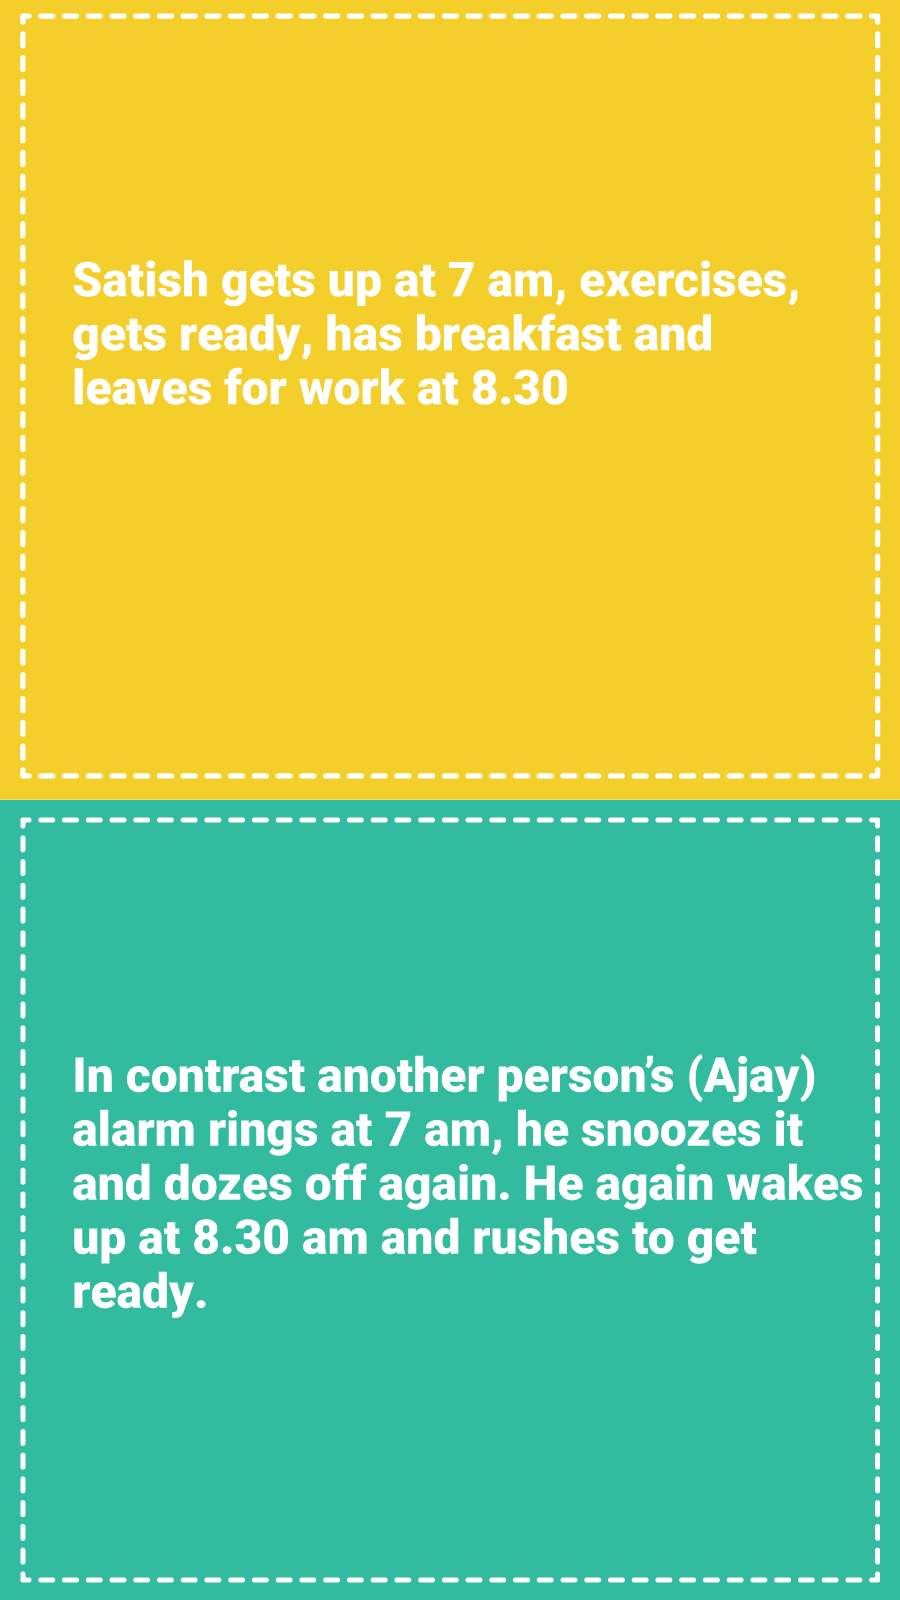 Satish gets up at 7 am, exercises,
gets ready, has breakfast and
leaves for work at 8.30
In contrast another person’s (Ajay)
alarm rings at 7 am, he snoozes it
and dozes off again. He again wakes
up at 8.30 am and rushes to get
ready.